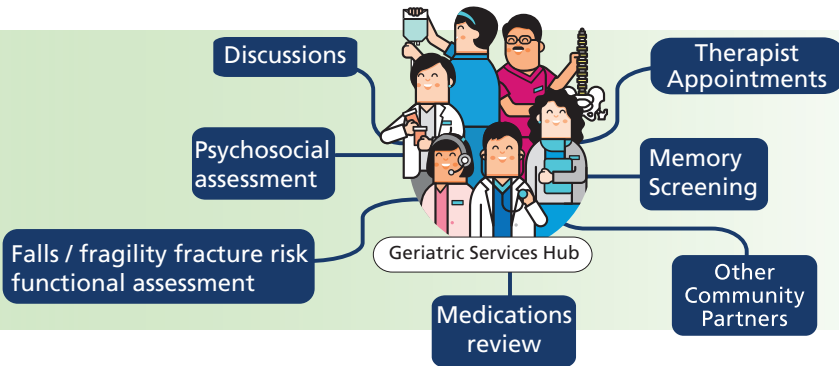 Discussions
Psychosocial
assessment
Falls / fragility fracture risk
functional assessment
Geriatric Services Hub
Medications
review
Therapist
Appointments
Memory
Screening
Other
Community
Partners